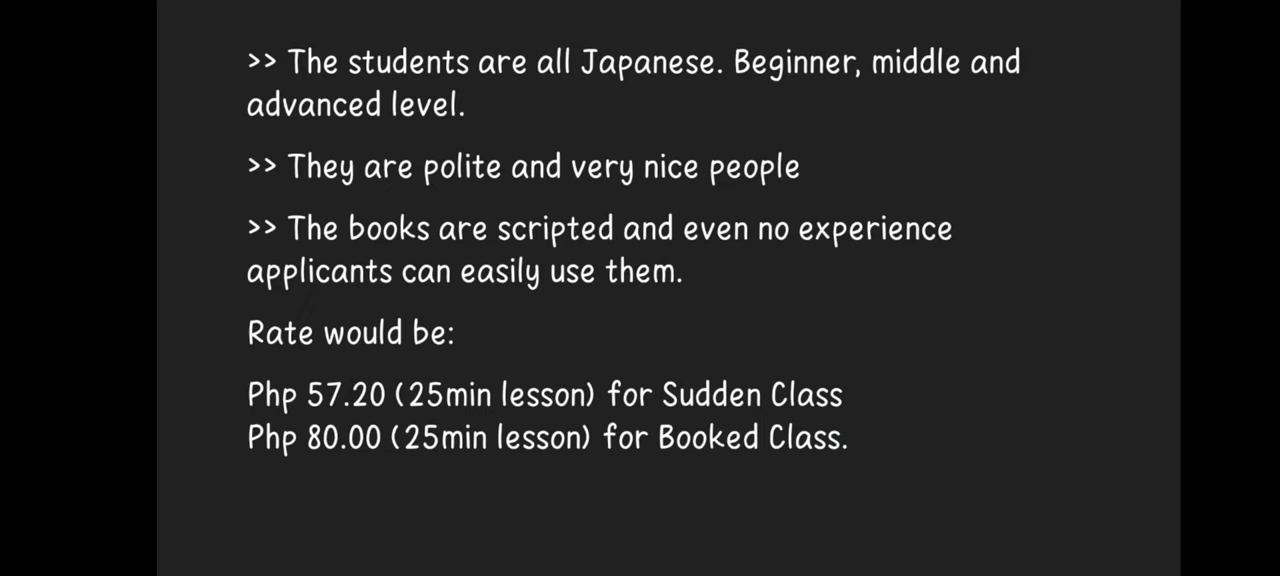 >> The students are all Japanese. Beginner, middle and
advanced level.
>> They are polite and very nice people
>> The books are scripted and even no experience
applicants can easily use them.
Rate would be:
Php 57.20 (25min lesson) for Sudden Class
Php 80.00 (25min lesson) for Booked Class.